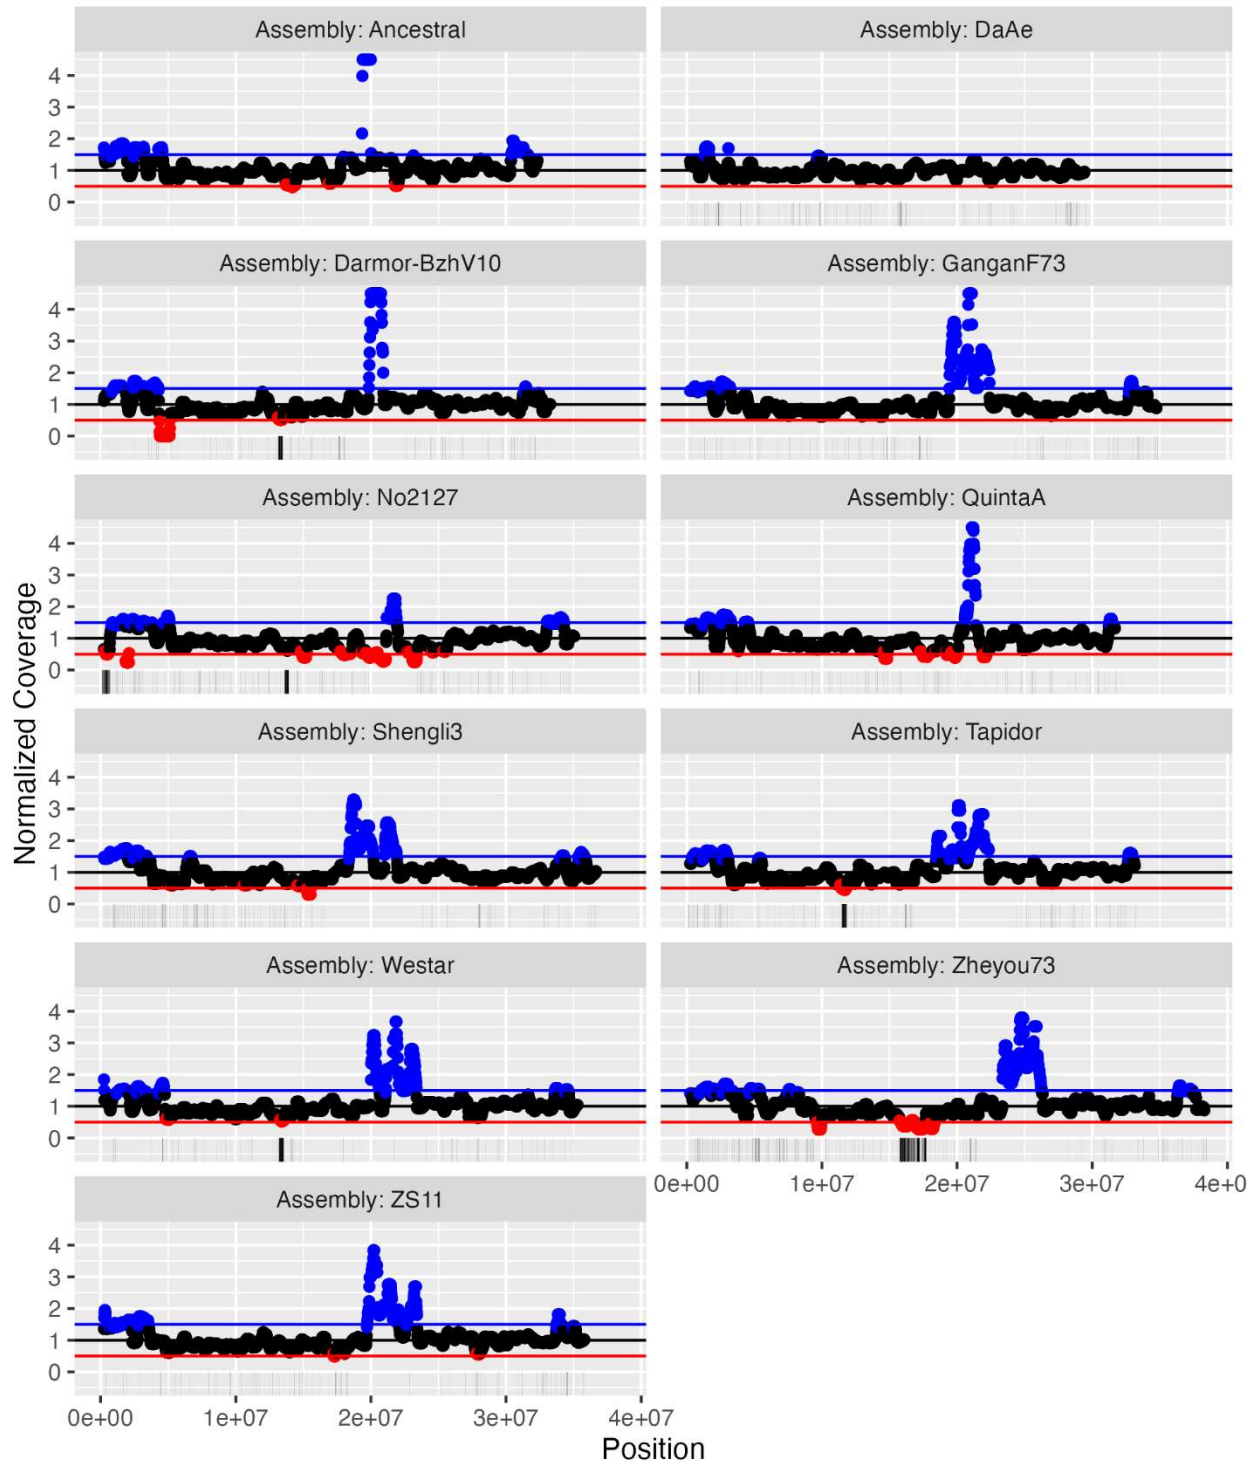 Assembly: Ancestral
Assembly: DaAe
4
3
2
1
0
Assembly: Darmor-BzhV10
Assembly: GanganF73
4
3
2
1
0
Assembly: No2127
Assembly: QuintaA
4
3
2
1
0
Normalized Coverage
Assembly: Shengli3
Assembly: Tapidor
4
3
2
1
0
Assembly: Westar
Assembly: Zheyou73
4
3
2
1
0
0e+00 1e+07 2e+07 3e+07 4e+0
Assembly: ZS11
4
3
2
1
0
0e+00 1e+07 2e+07 3e+07 4e+07
Position